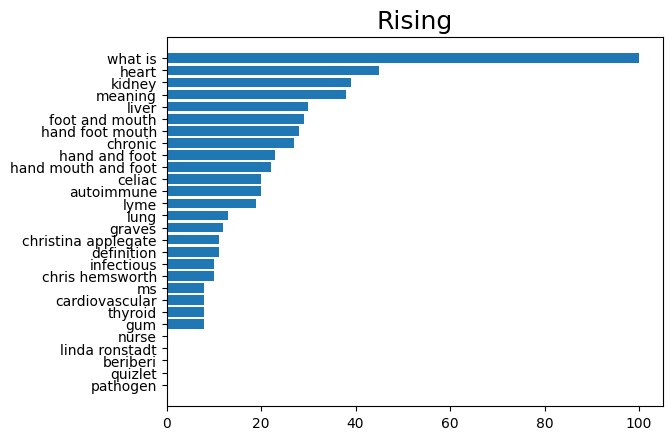 Rising
what is
heart
kidney
meaning
liver
foot and mouth
hand foot mouth
chronic
hand and foot
hand mouth and foot
celiac
autoimmune
lyme
lung
graves
christina applegate
definition
infectious
chris hemsworth
ms
cardiovascular
thyroid
gum
nurse
linda ronstadt
beriberi
quizlet
pathogen
0 20 40 60 80 100